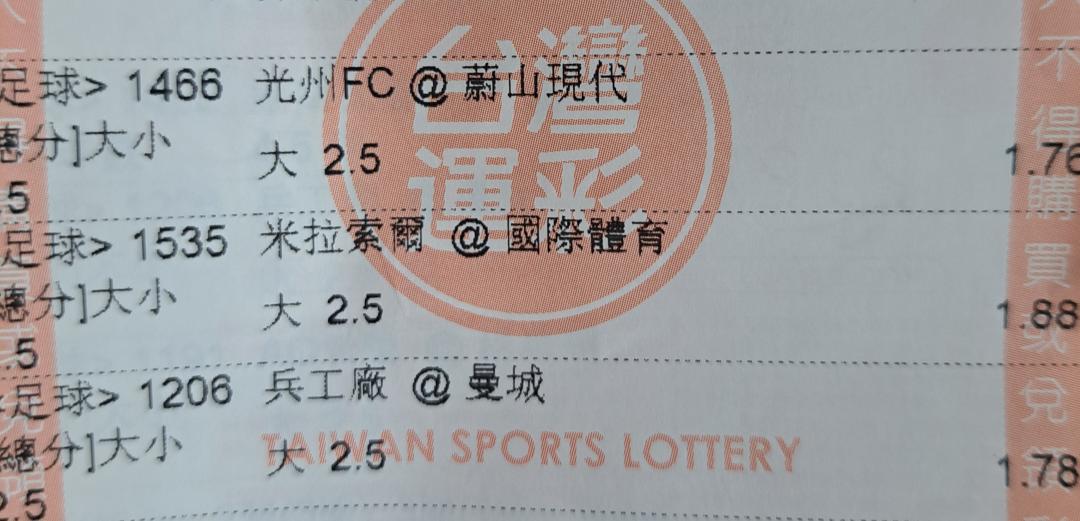 足球> 1466 光州FC @ 蔚山現代
總分]大小 大 2.5 1.76
.5
足球> 1535 米拉索爾 @ 國際體育
總分]大小 大 2.5 1.88
.5
足球> 1206 兵工廠 @ 曼城
總分]大小 大 2.5 1.78
2.5
台灣
運彩
TAIWAN SPORTS LOTTERY
不得購買或兌